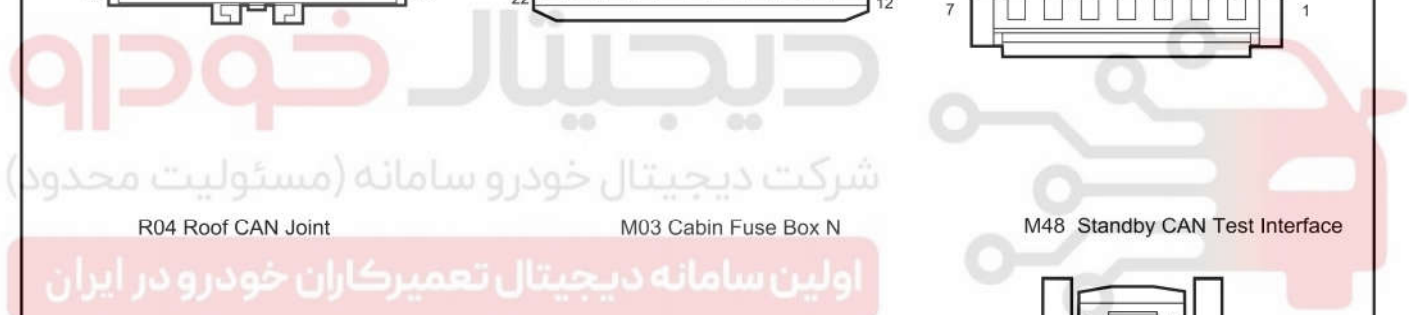 22
12
7
1
دیجیتال خودرو
شرکت دیجیتال خودرو سامانه (مسئولیت محدود)
R04 Roof CAN Joint
M03 Cabin Fuse Box N
M48 Standby CAN Test Interface
اولین سامانه دیجیتال تعمیرکاران خودرو در ایران